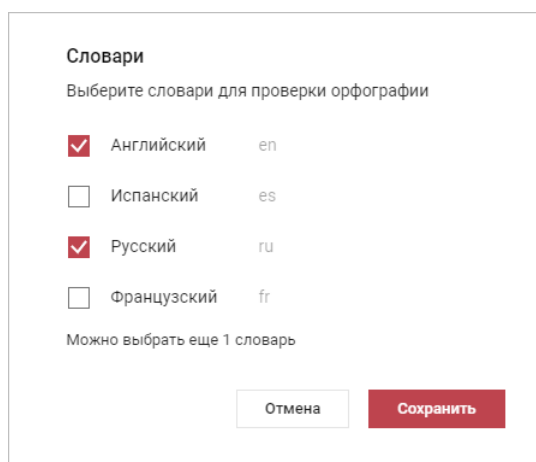 Словари
Выберите словари для проверки орфографии
Английский en
Испанский es
Русский ru
Французский fr
Можно выбрать еще 1 словарь
Отмена Сохранить